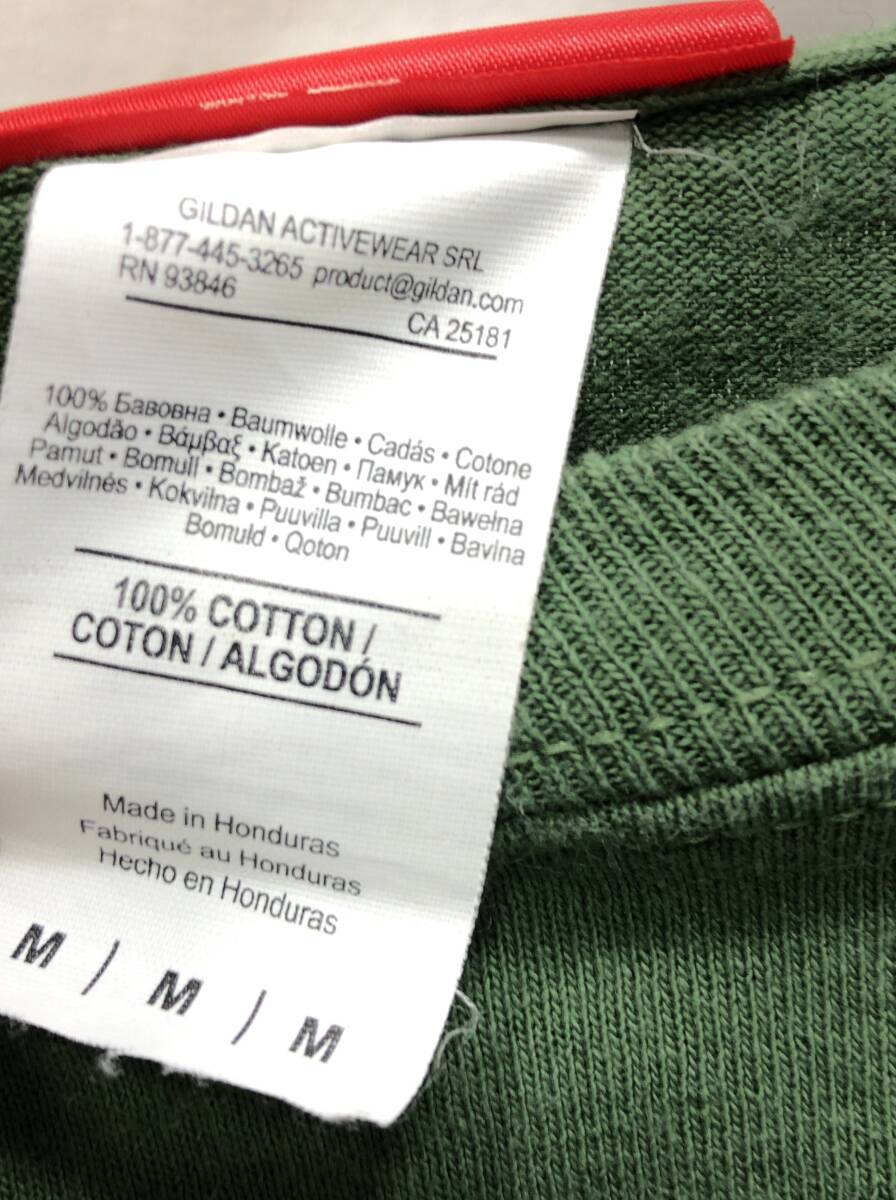 GILDAN ACTIVEWEAR SRL
1-877-445-3265 product@gildan.com
RN 93846
CA 25181
100% Бавовна • Baumwolle • Cadás • Cotone
Algodão • Βάμβαξ • Katoen • Памук • Mít rád
Pamut • Bomull • Bombaž • Bumbac • Bawełna
Medvilnės • Kokvilna • Puuvilla • Puuvill • Bavlna
Bomuld • Qoton
100% COTTON /
COTON / ALGODÓN
Made in Honduras
Fabriqué au Honduras
Hecho en Honduras
M / M / M